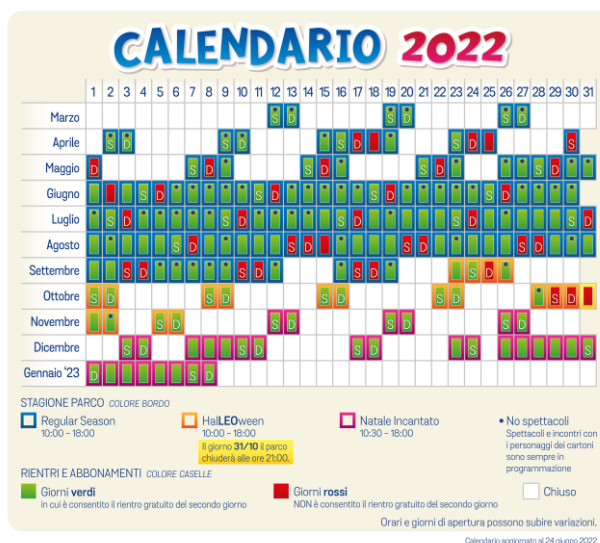 CALENDARIO 2022
1 2 3 4 5 6 7 8 9 10 11 12 13 14 15 16 17 18 19 20 21 22 23 24 25 26 27 28 29 30 31
Marzo S D S D S D
Aprile S D S D S S D S D S
Maggio D S D S D S D S D
Giugno S D S D S D S D
Luglio S D S D S D S D S D
Agosto S D S D S D S D
Settembre S D S D S D S D
Ottobre S D S D S D S D S D
Novembre S D S D S D S D
Dicembre S D S D S D S S
Gennaio '23 D S D
STAGIONE PARCO COLORE BORDO
Regular Season
10:00 – 18:00
HalLEOween
10:00 – 18:00
Il giorno 31/10 il parco
chiuderà alle ore 21:00.
Natale Incantato
10:30 – 18:00
• No spettacoli
Spettacoli e incontri con
i personaggi dei cartoni
sono sempre in
programmazione
RIENTRI E ABBONAMENTI COLORE CASELLE
Giorni verdi
in cui è consentito il rientro gratuito del secondo giorno
Giorni rossi
NON è consentito il rientro gratuito del secondo giorno
Chiuso
Orari e giorni di apertura possono subire variazioni.
Calendario aggiornato al 24 giugno 2022